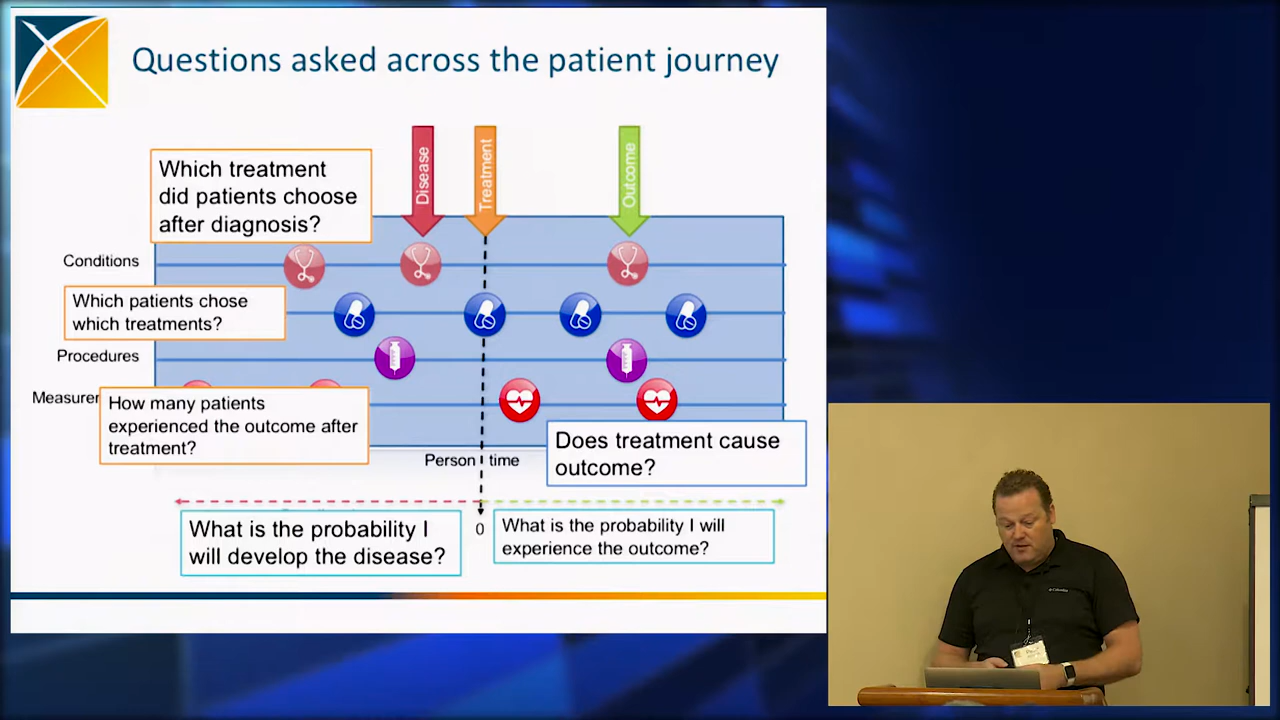 Questions asked across the patient journey
Disease
Treatment
Outcome
Which treatment
did patients choose
after diagnosis?
Conditions
Which patients chose
which treatments?
Procedures
Measurer
How many patients
experienced the outcome after
treatment?
Does treatment cause
outcome?
Person time
0
What is the probability I
will develop the disease?
What is the probability I will
experience the outcome?
Columbia